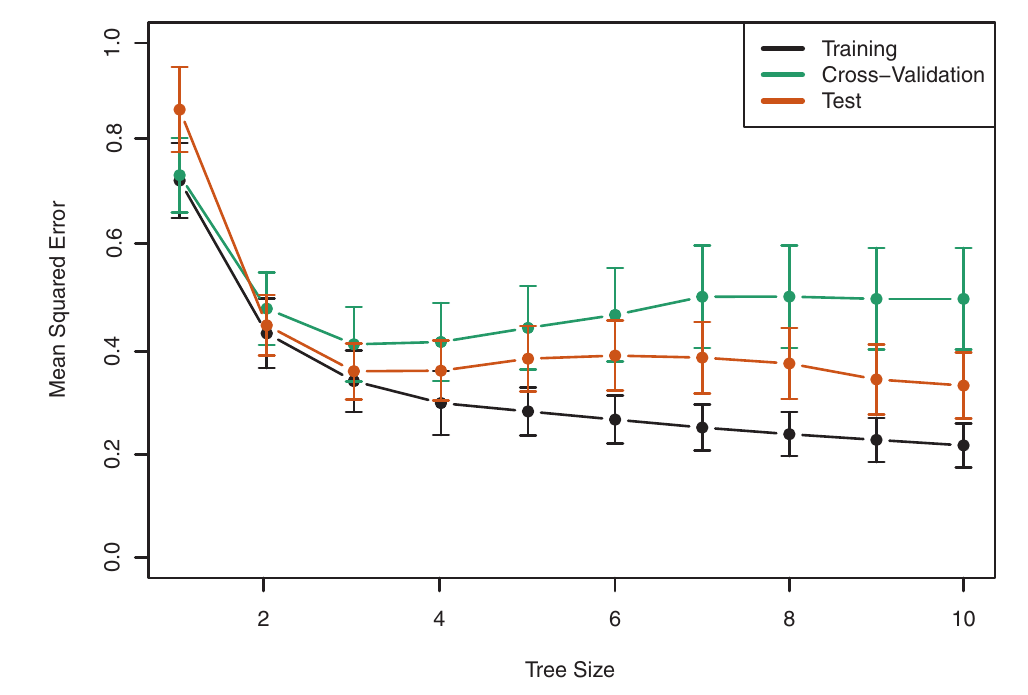 Training
Cross−Validation
Test
Mean Squared Error
1.0
0.8
0.6
0.4
0.2
0.0
2 4 6 8 10
Tree Size